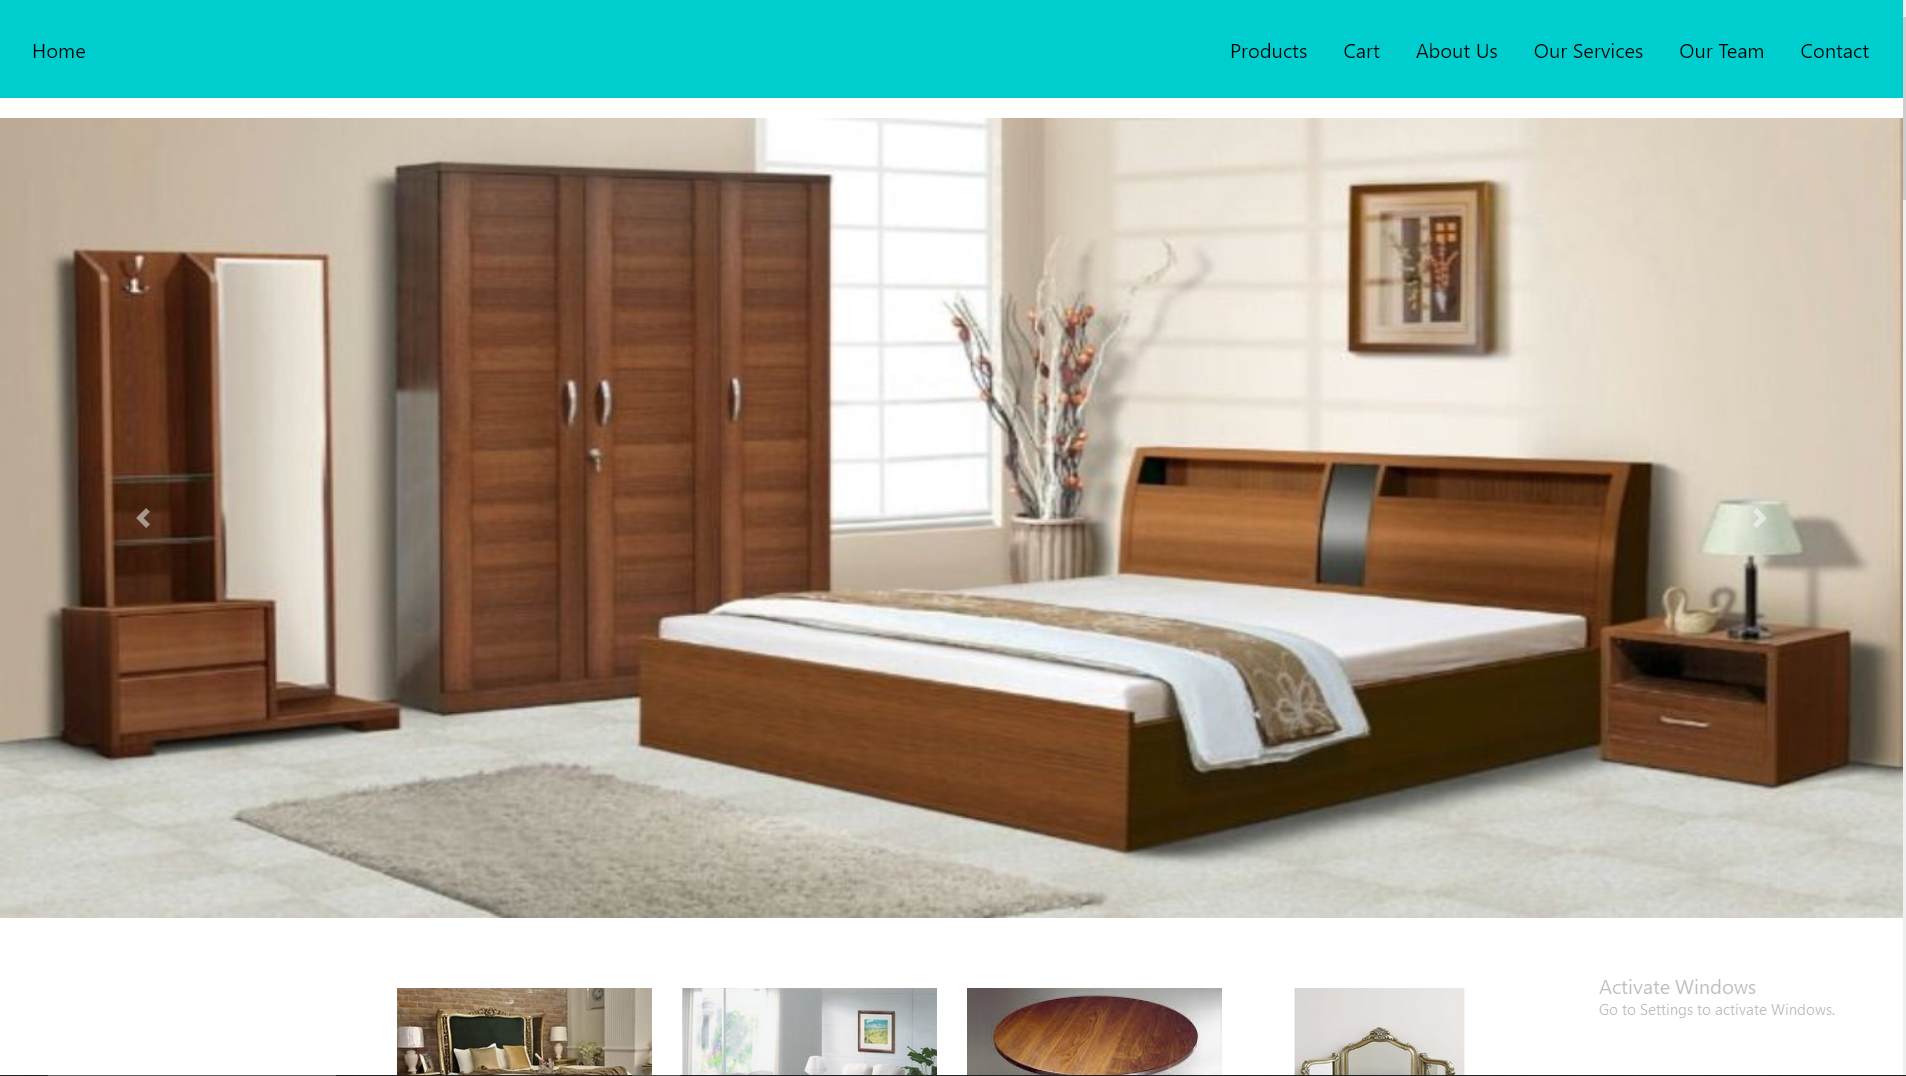 Home
Products Cart About Us Our Services Our Team Contact
Activate Windows
Go to Settings to activate Windows.